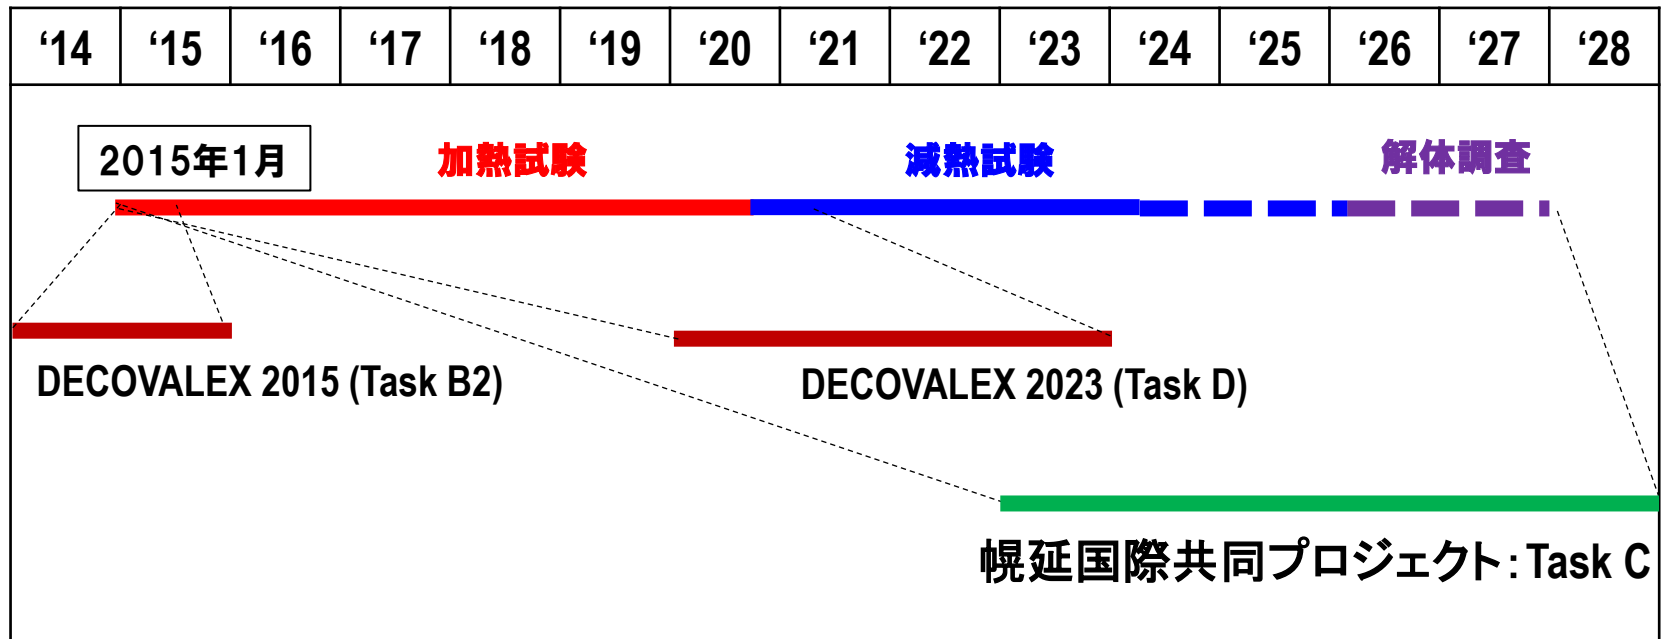 ‘14 ‘15 ‘16 ‘17 ‘18 ‘19 ‘20 ‘21 ‘22 ‘23 ‘24 ‘25 ‘26 ‘27 ‘28
2015年1月 加熱試験 減熱試験 解体調査
DECOVALEX 2015 (Task B2) DECOVALEX 2023 (Task D)
幌延国際共同プロジェクト：Task C